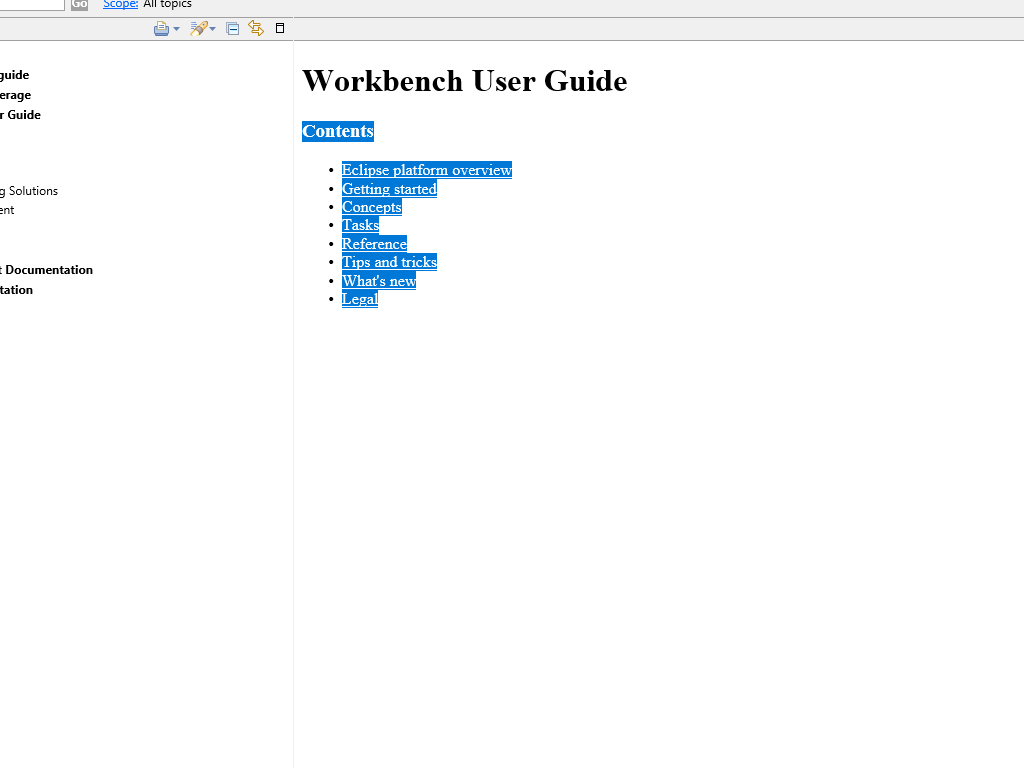 Go Scope: All topics
guide
erage
r Guide
g Solutions
ent
t Documentation
tation
Workbench User Guide
Contents
• Eclipse platform overview
• Getting started
• Concepts
• Tasks
• Reference
• Tips and tricks
• What's new
• Legal